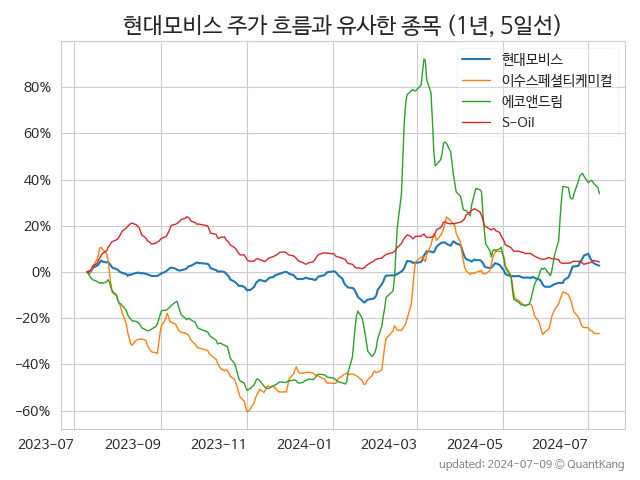 현대모비스 주가 흐름과 유사한 종목 (1년, 5일선)
현대모비스
이수스페셜티케미컬
에코앤드림
S-Oil
80%
60%
40%
20%
0%
−20%
−40%
−60%
2023-07 2023-09 2023-11 2024-01 2024-03 2024-05 2024-07
updated: 2024-07-09 © QuantKang